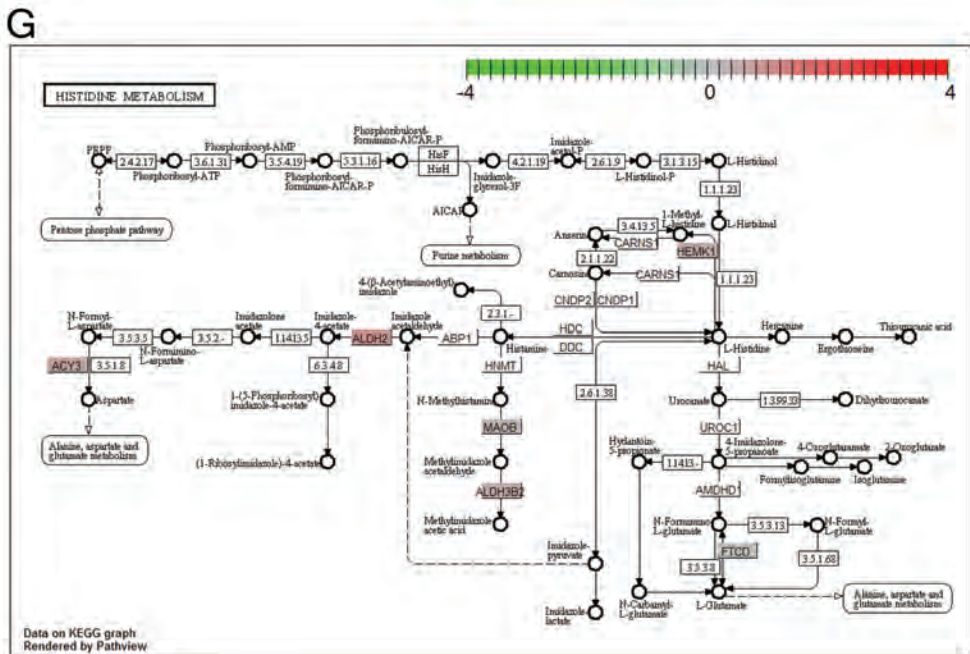 G
-4 0 4
HISTIDINE METABOLISM
PRPP
2.4.2.17
Phosphoribosyl-ATP
3.6.1.31
Phosphoribosyl-AMP
3.5.4.19
Phosphoribosyl-
formimino-AICAR-P
5.3.1.16
Phosphoribulosyl-
formimino-AICAR-P
HisF
HisH
Imidazole-
glycerol-3P
4.2.1.19
Imidazole-
acetol-P
2.6.1.9
L-Histidinol-P
3.1.3.15
L-Histidinol
1.1.1.23
L-Histidinal
1.1.1.23
Pentose phosphate pathway
AICAR
Purine metabolism
Anserine
3.4.13.5
1-Methyl-
L-histidine
CARNS1
HEMK1
2.1.1.22
Carnosine
CARNS1
CNDP2
CNDP1
4-(β-Acetylaminoethyl)
imidazole
2.3.1.-
N-Formyl-
L-aspartate
3.5.3.5
N-Formimino-
L-aspartate
3.5.2.-
Imidazolone
acetate
1.14.13.5
Imidazole-
4-acetate
ALDH2
Imidazole
acetaldehyde
ABP1
Histamine
HDC
DDC
L-Histidine
Hercynine
Ergothioneine
Thiourocanic acid
ACY3
3.5.1.8
6.3.4.8
HNMT
HAL
2.6.1.38
Aspartate
1-(5-Phosphoribosyl)
imidazole-4-acetate
N-Methylhistamine
Urocanate
1.3.99.33
Dihydrourocanate
MAOB
UROC1
Alanine, aspartate and
glutamate metabolism
(1-Ribosylimidazole)-4-acetate
Methylimidazole
acetaldehyde
Hydantoin-
5-propionate
1.14.13.-
4-Imidazolone-
5-propanoate
4-Oxoglutaramate
2-Oxoglutarate
Formylisoglutamine
Isoglutamine
ALDH3B2
AMDHD1
Methylimidazole
acetic acid
N-Formimino-
L-glutamate
3.5.3.13
N-Formyl-
L-glutamate
Imidazole-
pyruvate
FTCD
3.5.3.8
3.5.1.68
Imidazole
lactate
N-Carbamyl-
L-glutamate
L-Glutamate
Alanine, aspartate and
glutamate metabolism
Data on KEGG graph
Rendered by Pathview